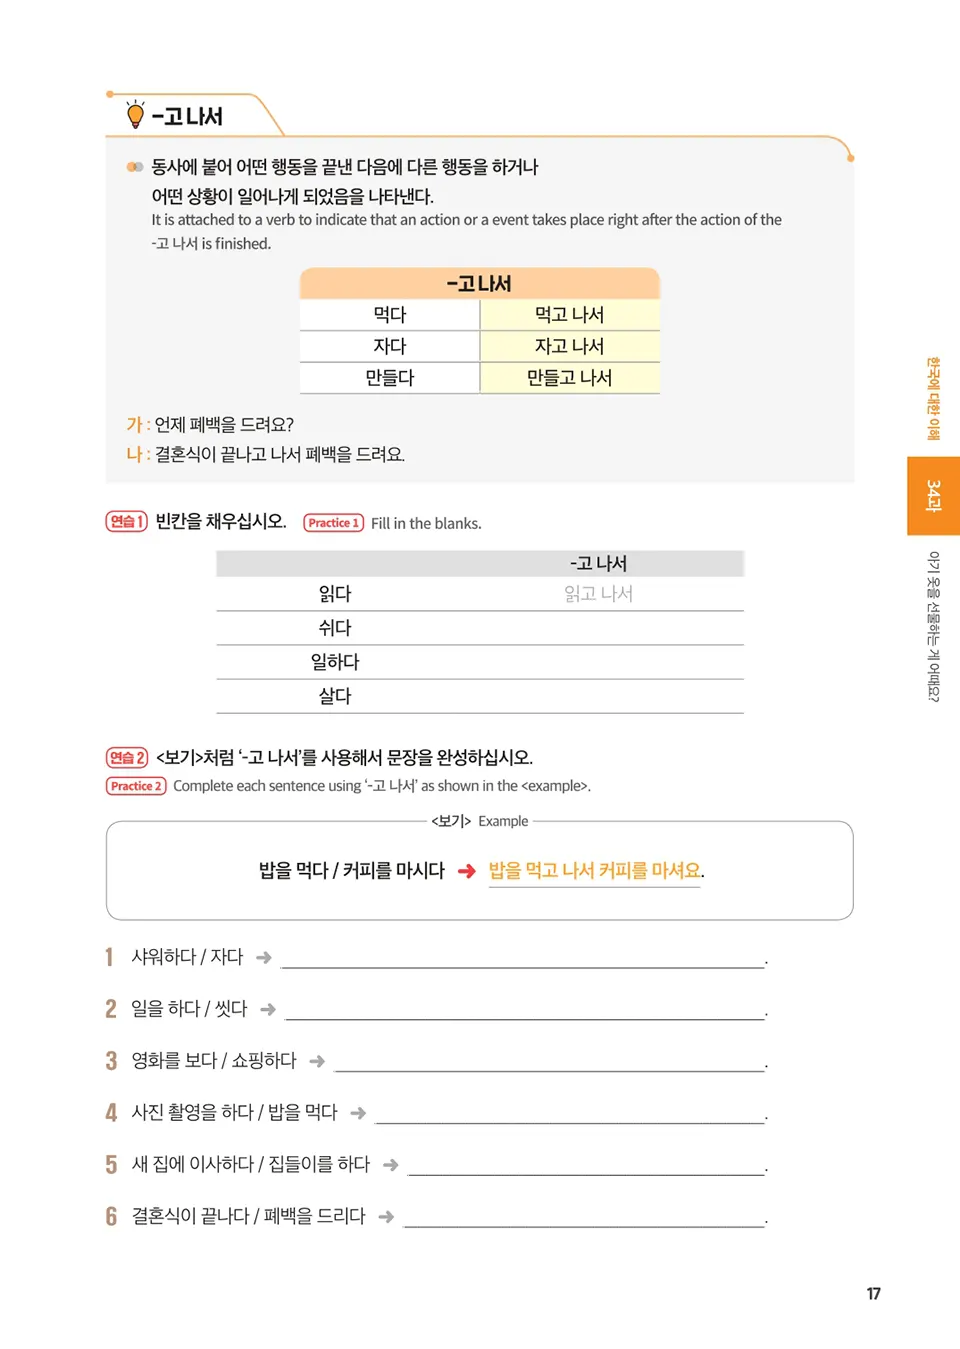 -고 나서
동사에 붙어 어떤 행동을 끝낸 다음에 다른 행동을 하거나
어떤 상황이 일어나게 되었음을 나타낸다.
It is attached to a verb to indicate that an action or a event takes place right after the action of the
-고 나서 is finished.
-고 나서
먹다 먹고 나서
자다 자고 나서
만들다 만들고 나서
가 : 언제 폐백을 드려요?
나 : 결혼식이 끝나고 나서 폐백을 드려요.
연습 1 빈칸을 채우십시오. Practice 1 Fill in the blanks.
-고 나서
읽다 읽고 나서
쉬다
일하다
살다
연습 2 <보기>처럼 ‘-고 나서’를 사용해서 문장을 완성하십시오.
Practice 2 Complete each sentence using ‘-고 나서’ as shown in the <example>.
<보기> Example
밥을 먹다 / 커피를 마시다 ➜ 밥을 먹고 나서 커피를 마셔요.
1 샤워하다 / 자다 ➜ .
2 일을 하다 / 씻다 ➜ .
3 영화를 보다 / 쇼핑하다 ➜ .
4 사진 촬영을 하다 / 밥을 먹다 ➜ .
5 새 집에 이사하다 / 집들이를 하다 ➜ .
6 결혼식이 끝나다 / 폐백을 드리다 ➜ .
한국에 대한 이해
34과
아기 옷을 선물하는 게 어때요?
17